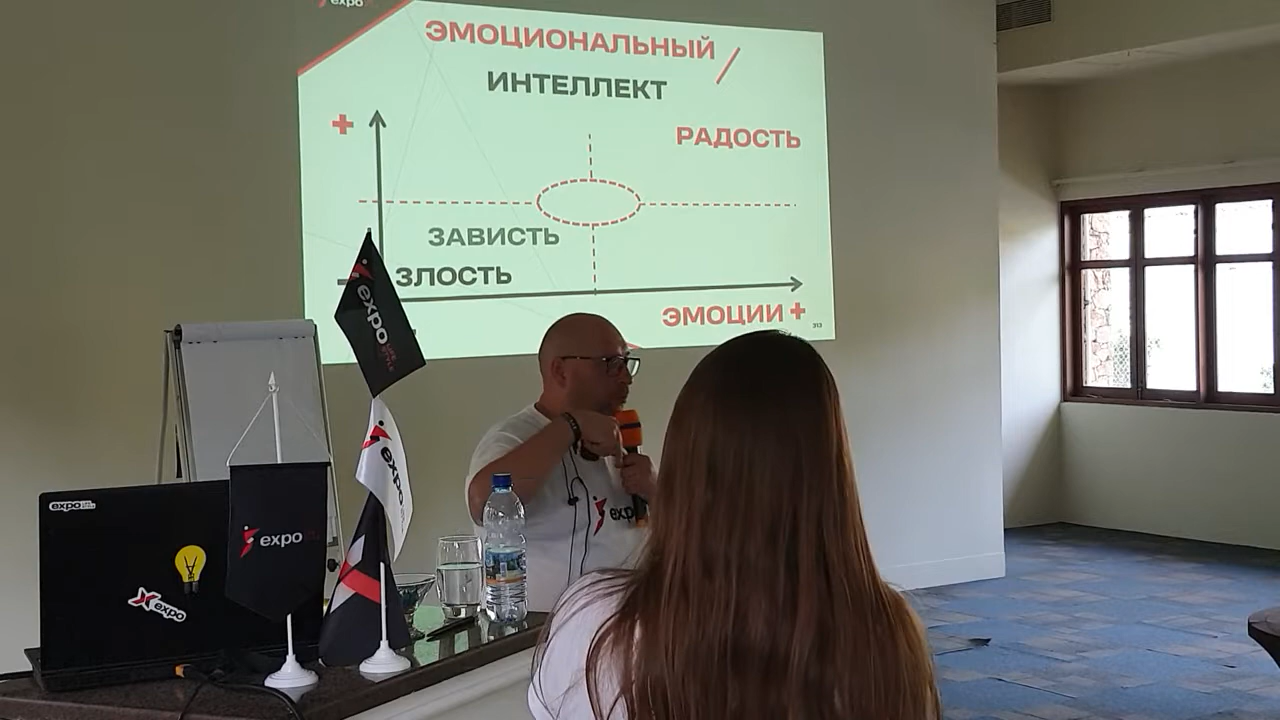 expo
ЭМОЦИОНАЛЬНЫЙ
ИНТЕЛЛЕКТ
+
РАДОСТЬ
ЗАВИСТЬ
ЗЛОСТЬ
ЭМОЦИИ +
313
expo
expo
expo
expo
expo
expo